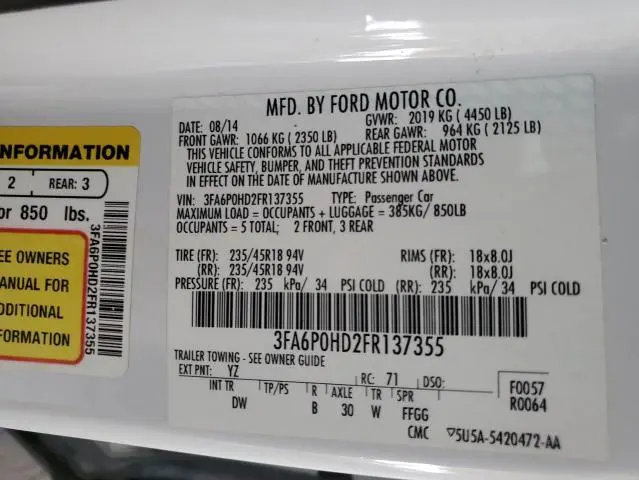 INFORMATION
2 REAR: 3
or 850 lbs.
EE OWNERS
ANUAL FOR
DDITIONAL
FORMATION
3FA6P0HD2FR137355
MFD. BY FORD MOTOR CO.
DATE: 08/14 GVWR: 2019 KG ( 4450 LB)
FRONT GAWR: 1066 KG ( 2350 LB) REAR GAWR: 964 KG ( 2125 LB)
THIS VEHICLE CONFORMS TO ALL APPLICABLE FEDERAL MOTOR
VEHICLE SAFETY, BUMPER, AND THEFT PREVENTION STANDARDS
IN EFFECT ON THE DATE OF MANUFACTURE SHOWN ABOVE.
VIN: 3FA6P0HD2FR137355 TYPE: Passenger Car
MAXIMUM LOAD = OCCUPANTS + LUGGAGE = 385KG/ 850LB
OCCUPANTS = 5 TOTAL; 2 FRONT, 3 REAR
TIRE (FR): 235/45R18 94V RIMS (FR): 18x8.0J
(RR): 235/45R18 94V (RR): 18x8.0J
PRESSURE (FR): 235 kPa/ 34 PSI COLD (RR): 235 kPa/ 34 PSI COLD
3FA6P0HD2FR137355
TRAILER TOWING - SEE OWNER GUIDE
EXT PNT: YZ RC: 71 DSO: F0057
INT TR TP/PS R AXLE TR SPR R0064
DW B 30 W FFGG
CMC ▽5U5A-5420472-AA